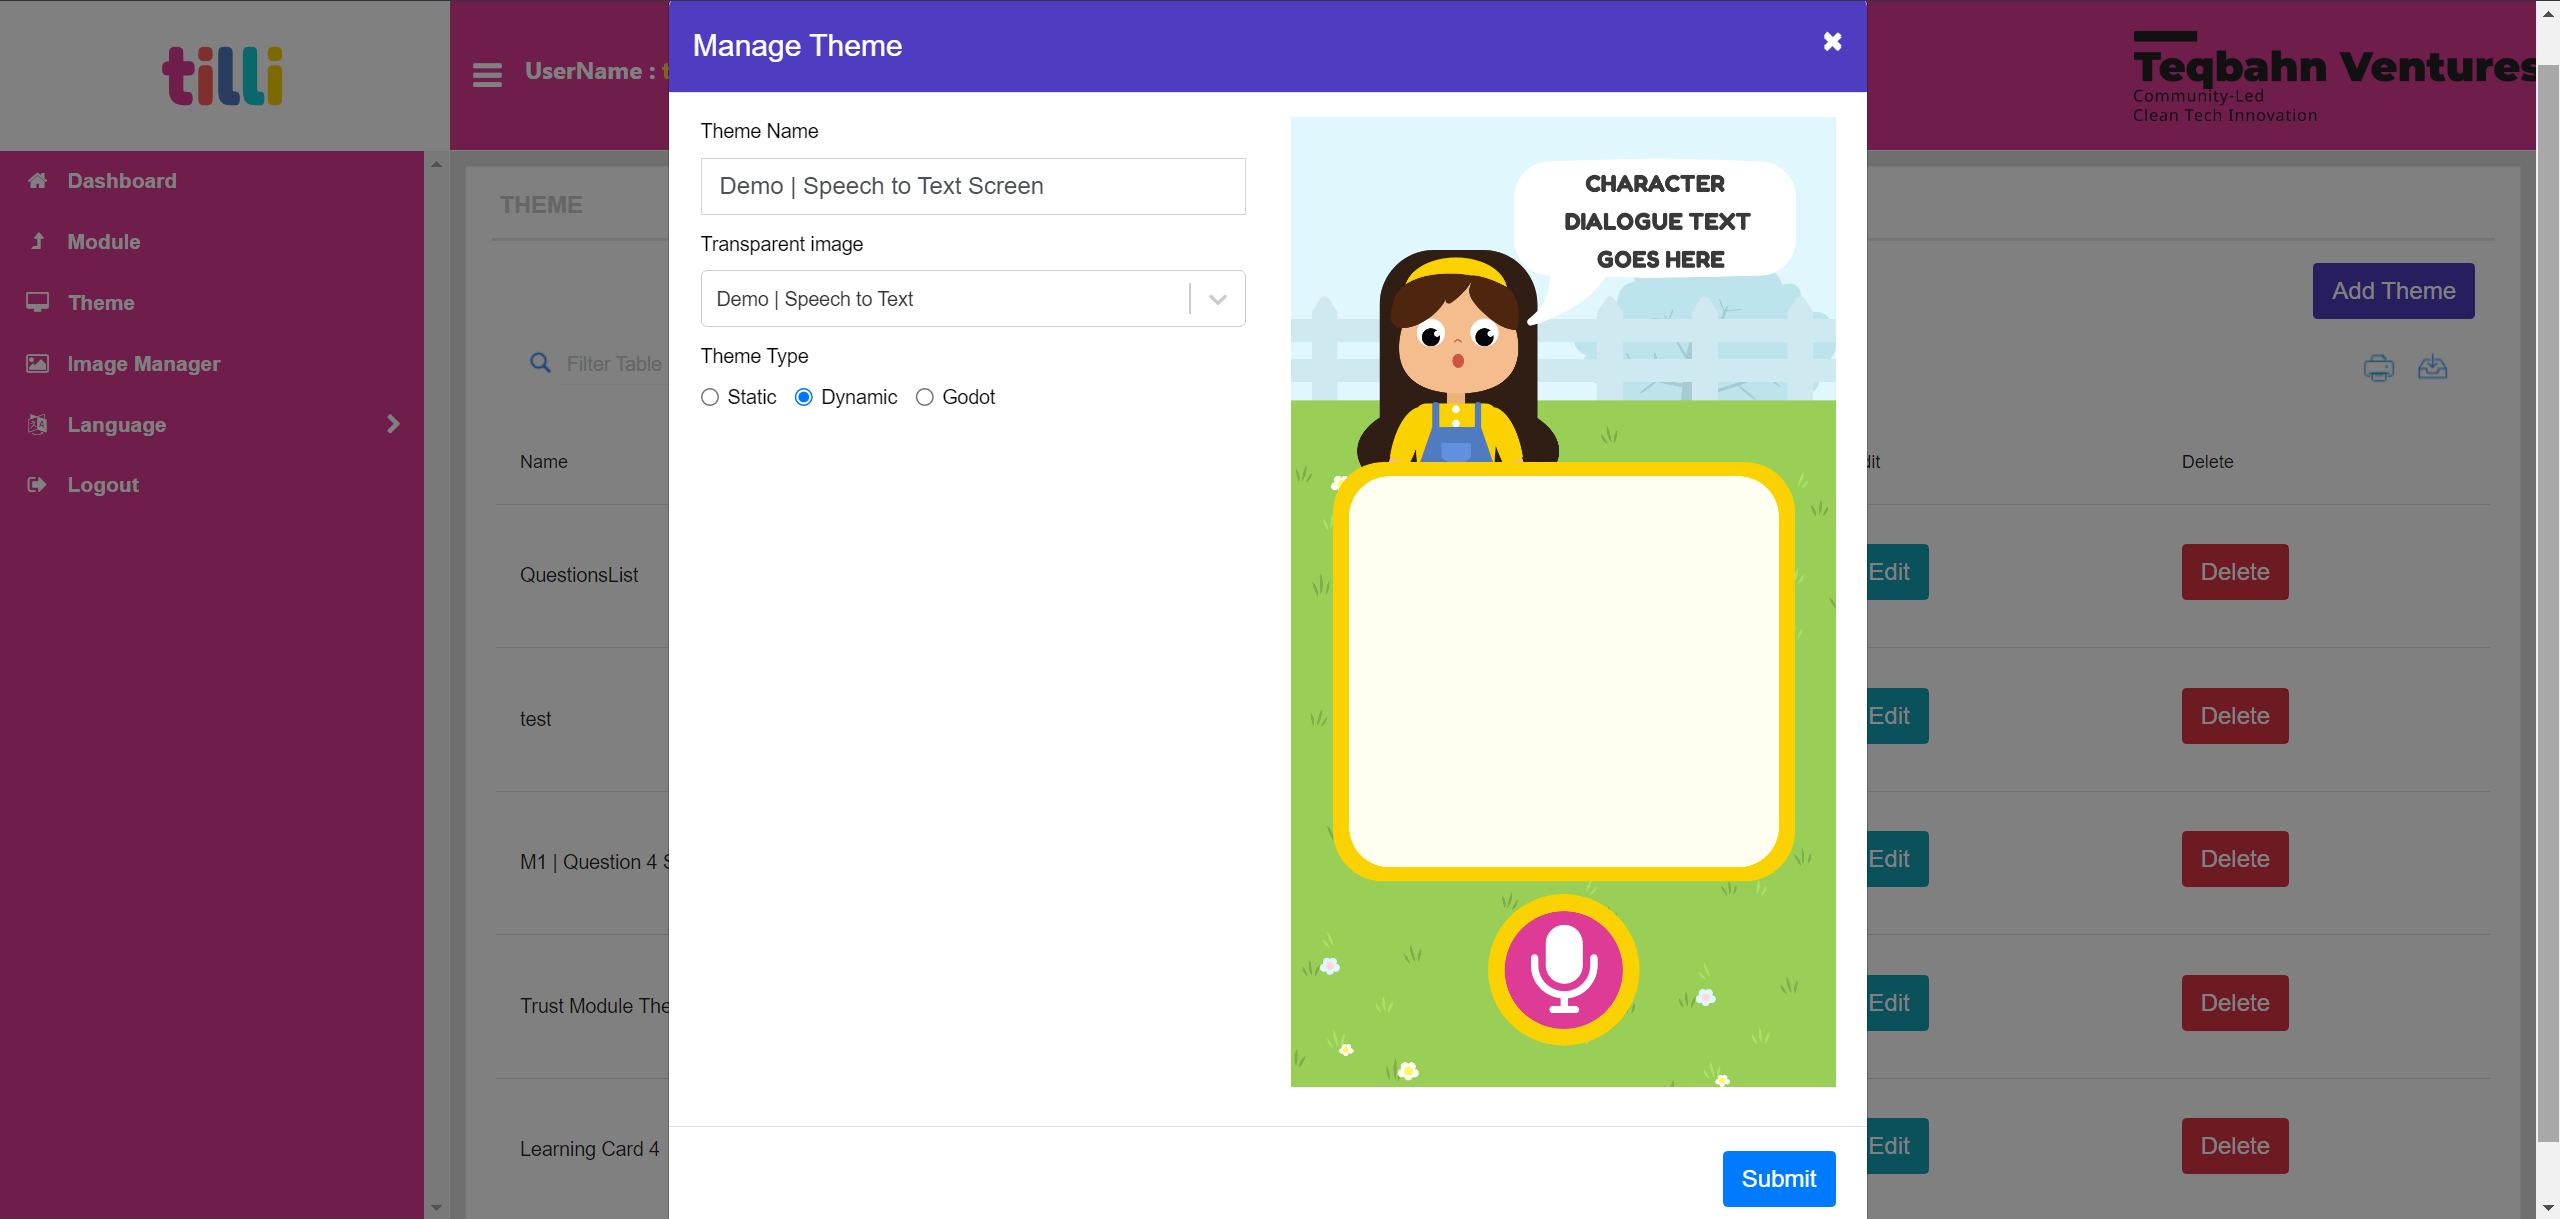 tilli
UserName : t
Teqbahn Ventures
Community-Led
Clean Tech Innovation
Dashboard
Module
Theme
Image Manager
Language
Logout
THEME
Add Theme
Filter Table
Name
Delete
QuestionsList
Edit
Delete
test
Edit
Delete
M1 | Question 4 S
Edit
Delete
Trust Module The
Edit
Delete
Learning Card 4
Edit
Delete
Manage Theme
Theme Name
Demo | Speech to Text Screen
Transparent image
Demo | Speech to Text
Theme Type
Static Dynamic Godot
CHARACTER
DIALOGUE TEXT
GOES HERE
Submit